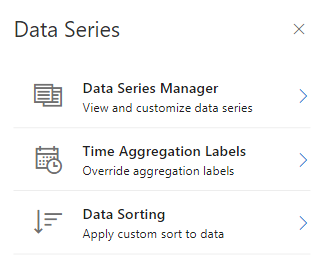 Data Series
Data Series Manager
View and customize data series
Time Aggregation Labels
Override aggregation labels
Data Sorting
Apply custom sort to data